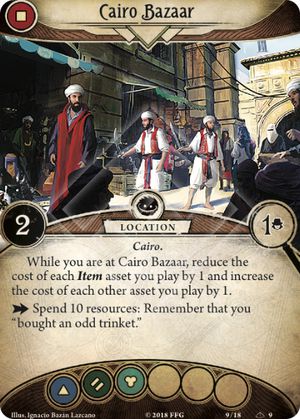 Cairo Bazaar
2
LOCATION
1
Cairo.
While you are at Cairo Bazaar, reduce the
cost of each Item asset you play by 1 and increase
the cost of each other asset you play by 1.
Spend 10 resources: Remember that you
"bought an odd trinket."
Illus. Ignacio Bazán Lazcano
© 2018 FFG
9/18
9